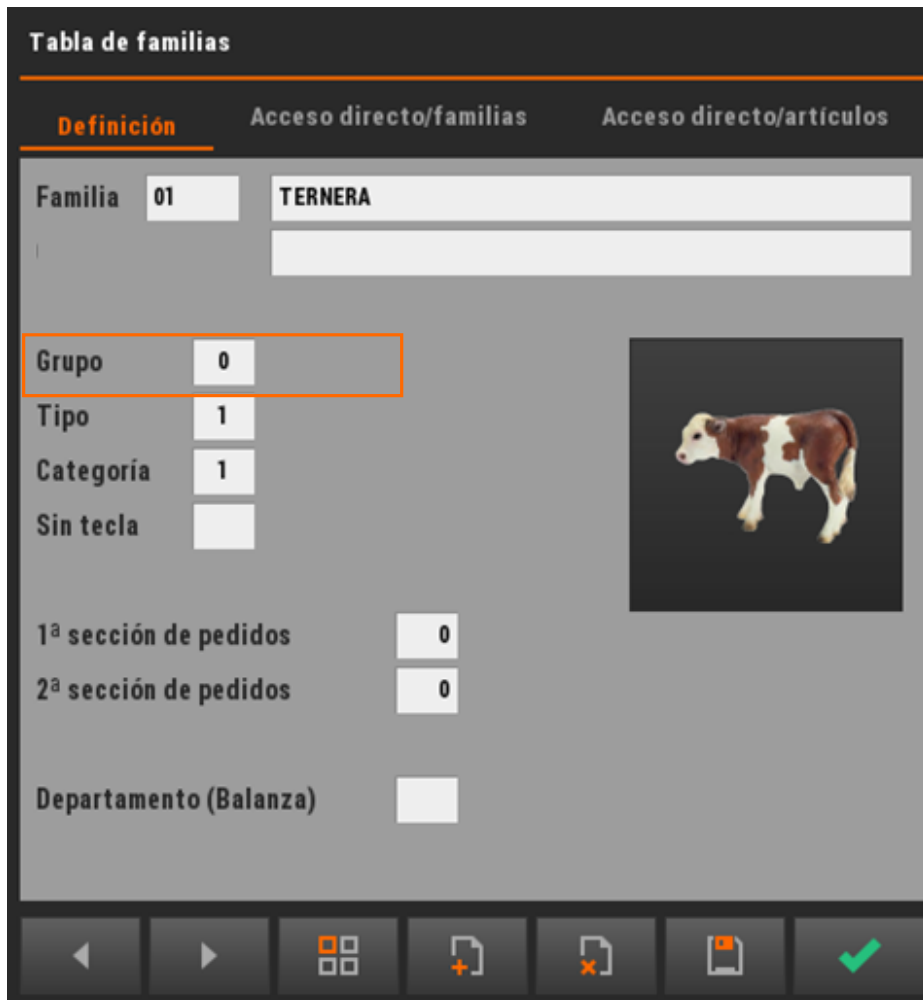 Tabla de familias
Definición Acceso directo/familias Acceso directo/artículos
Familia 01 TERNERA
Grupo 0
Tipo 1
Categoría 1
Sin tecla
1ª sección de pedidos 0
2ª sección de pedidos 0
Departamento (Balanza)